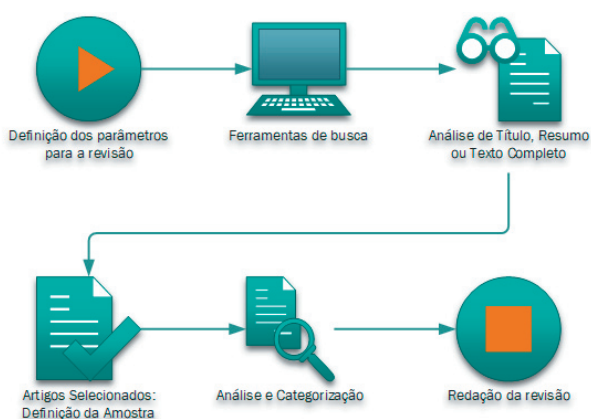 Definição dos parâmetros
para a revisão
Ferramentas de busca
Análise de Título, Resumo
ou Texto Completo
Artigos Selecionados:
Definição da Amostra
Análise e Categorização
Redação da revisão